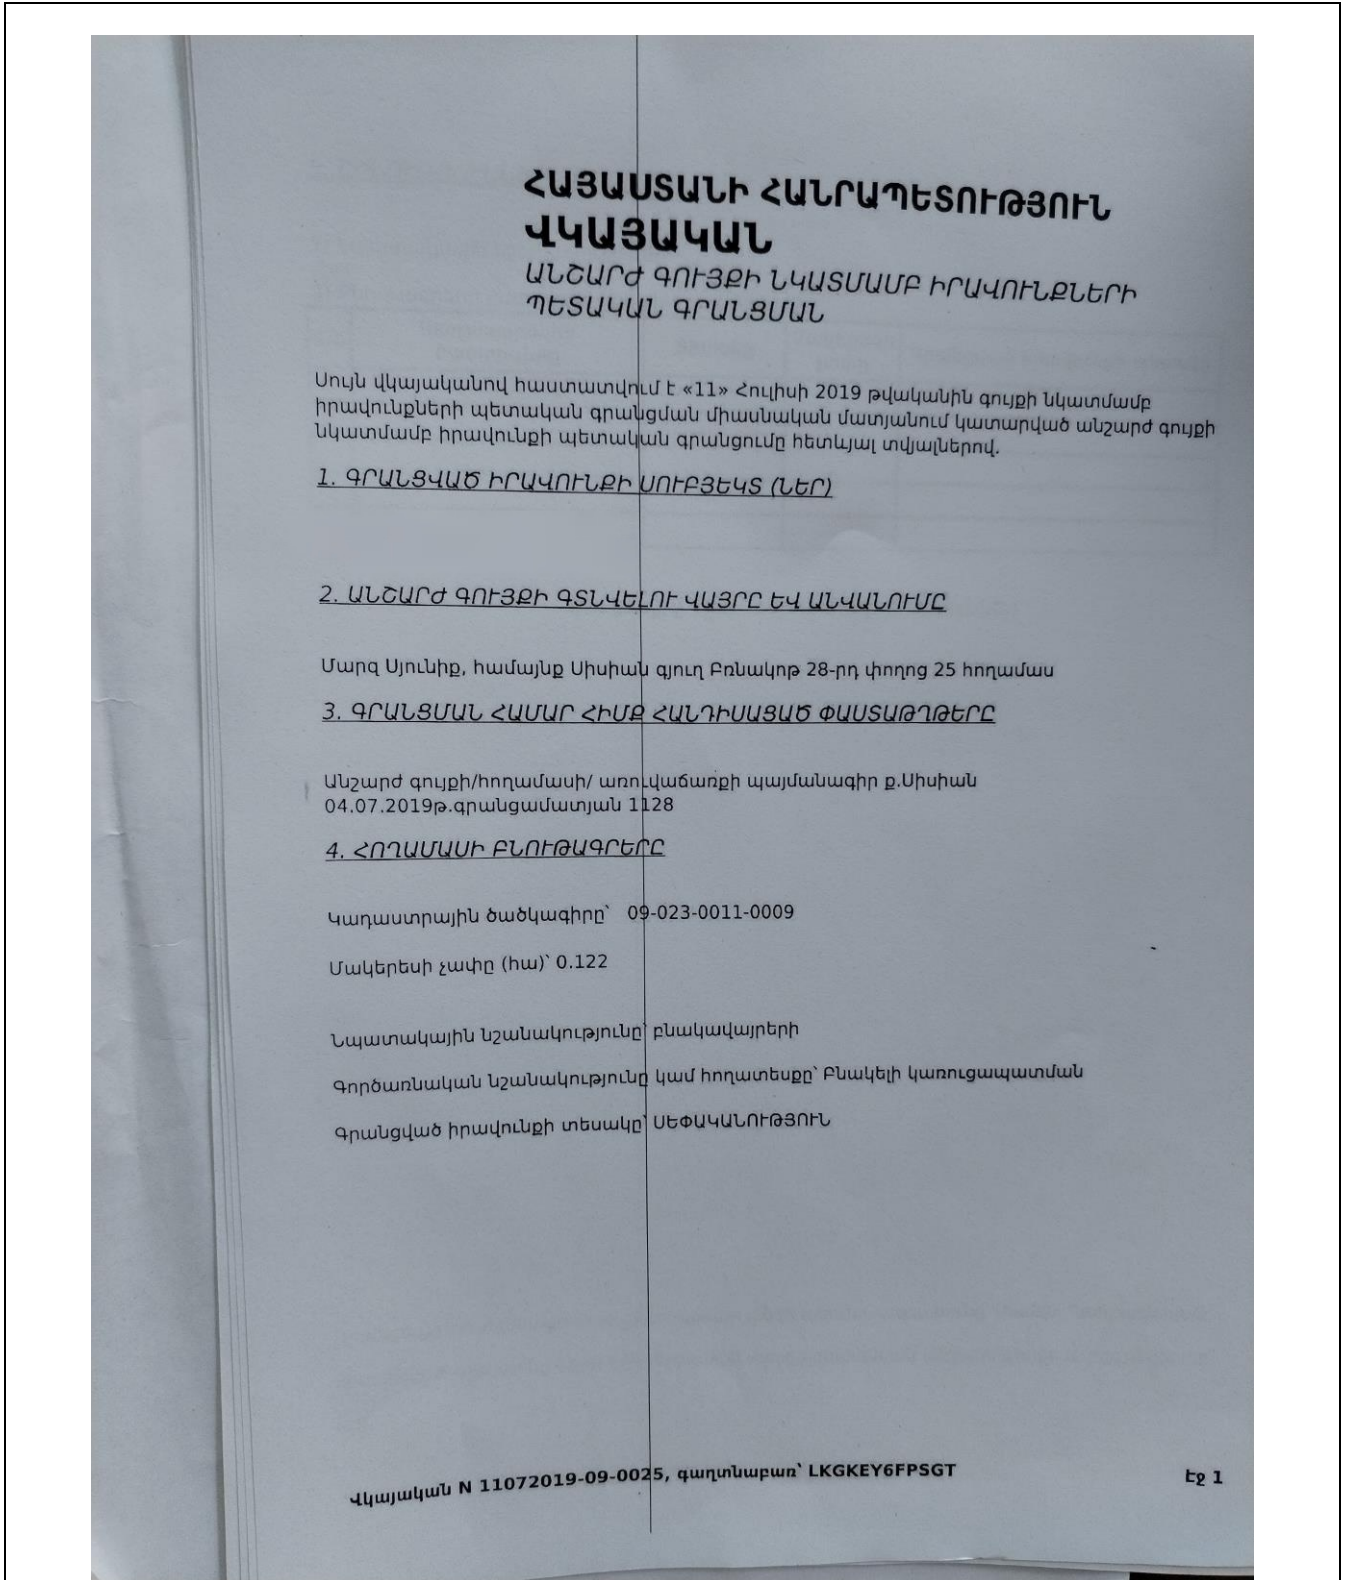 ՀԱՅԱՍՏԱՆԻ ՀԱՆՐԱՊԵՏՈՒԹՅՈՒՆ
ՎԿԱՅԱԿԱՆ
ԱՆՇԱՐԺ ԳՈՒՅՔԻ ՆԿԱՏՄԱՄԲ ԻՐԱՎՈՒՆՔՆԵՐԻ
ՊԵՏԱԿԱՆ ԳՐԱՆՑՄԱՆ
Սույն վկայականով հաստատվում է «11» Հուլիսի 2019 թվականին գույքի նկատմամբ
իրավունքների պետական գրանցման միասնական մատյանում կատարված անշարժ գույքի
նկատմամբ իրավունքի պետական գրանցումը հետևյալ տվյալներով.
1. ԳՐԱՆՑՎԱԾ ԻՐԱՎՈՒՆՔԻ ՍՈՒԲՅԵԿՏ (ՆԵՐ)
2. ԱՆՇԱՐԺ ԳՈՒՅՔԻ ԳՏՆՎԵԼՈՒ ՎԱՅՐԸ ԵՎ ԱՆՎԱՆՈՒՄԸ
Մարզ Սյունիք, համայնք Սիսիան գյուղ Բռնակոթ 28-րդ փողոց 25 հողամաս
3. ԳՐԱՆՑՄԱՆ ՀԱՄԱՐ ՀԻՄՔ ՀԱՆԴԻՍԱՑԱԾ ՓԱՍՏԱԹՂԹԵՐԸ
Անշարժ գույքի/հողամասի/ առուվաճառքի պայմանագիր ք.Սիսիան
04.07.2019թ.գրանցամատյան 1128
4. ՀՈՂԱՄԱՍԻ ԲՆՈՒԹԱԳՐԵՐԸ
Կադաստրային ծածկագիրը՝ 09-023-0011-0009
Մակերեսի չափը (հա)՝ 0.122
Նպատակային նշանակությունը՝ բնակավայրերի
Գործառնական նշանակությունը կամ հողատեսքը՝ Բնակելի կառուցապատման
Գրանցված իրավունքի տեսակը՝ ՍԵՓԱԿԱՆՈՒԹՅՈՒՆ
Վկայական N 11072019-09-0025, գաղտնաբառ՝ LKGKEY6FPSGT
Էջ 1